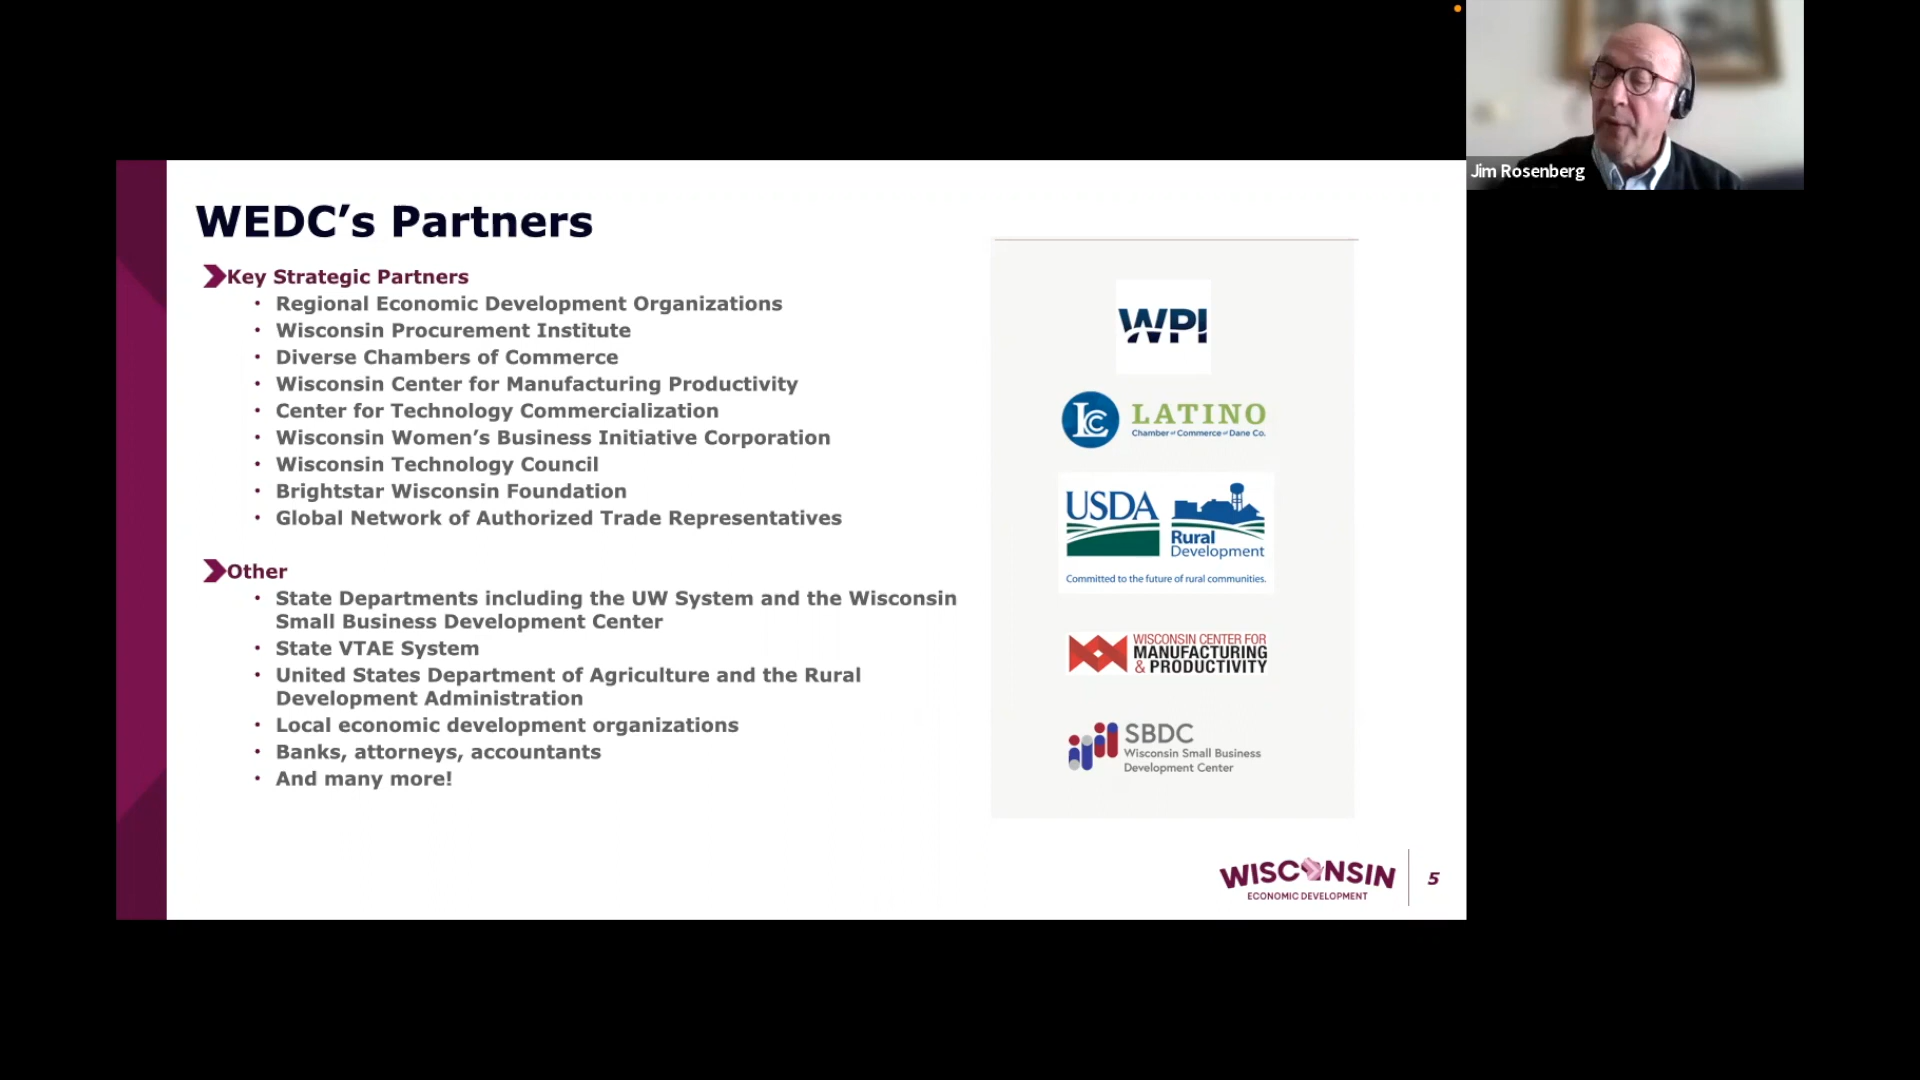 Jim Rosenberg
WEDC’s Partners
Key Strategic Partners
• Regional Economic Development Organizations
• Wisconsin Procurement Institute
• Diverse Chambers of Commerce
• Wisconsin Center for Manufacturing Productivity
• Center for Technology Commercialization
• Wisconsin Women’s Business Initiative Corporation
• Wisconsin Technology Council
• Brightstar Wisconsin Foundation
• Global Network of Authorized Trade Representatives
Other
• State Departments including the UW System and the Wisconsin
Small Business Development Center
• State VTAE System
• United States Department of Agriculture and the Rural
Development Administration
• Local economic development organizations
• Banks, attorneys, accountants
• And many more!
WPI
LCC LATINO
Chamber of Commerce of Dane Co.
USDA
Rural
Development
Committed to the future of rural communities.
WISCONSIN CENTER FOR
MANUFACTURING
& PRODUCTIVITY
SBDC
Wisconsin Small Business
Development Center
WISCONSIN
ECONOMIC DEVELOPMENT
5